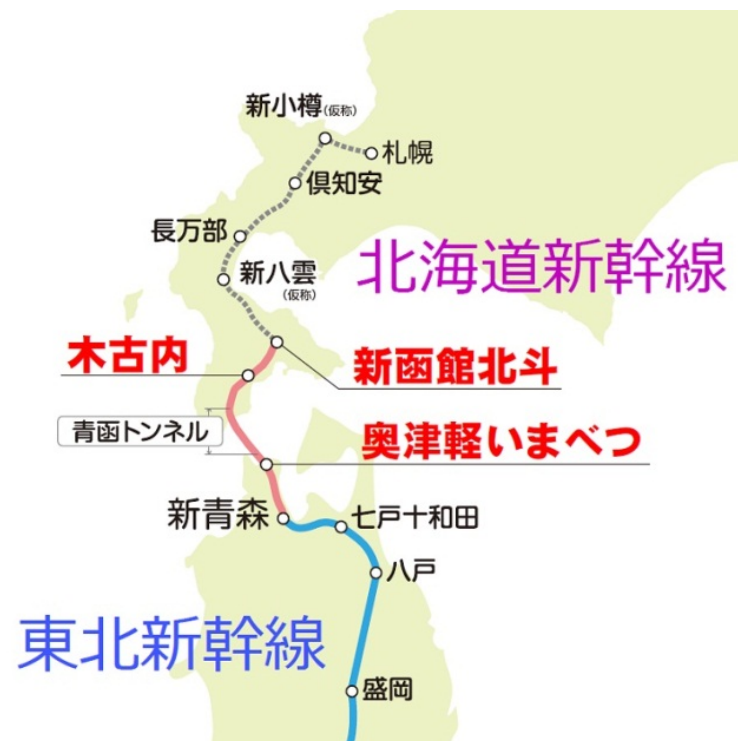 新小樽(仮称)
札幌
倶知安
長万部
新八雲
(仮称)
北海道新幹線
木古内
新函館北斗
青函トンネル
奥津軽いまべつ
新青森
七戸十和田
八戸
東北新幹線
盛岡